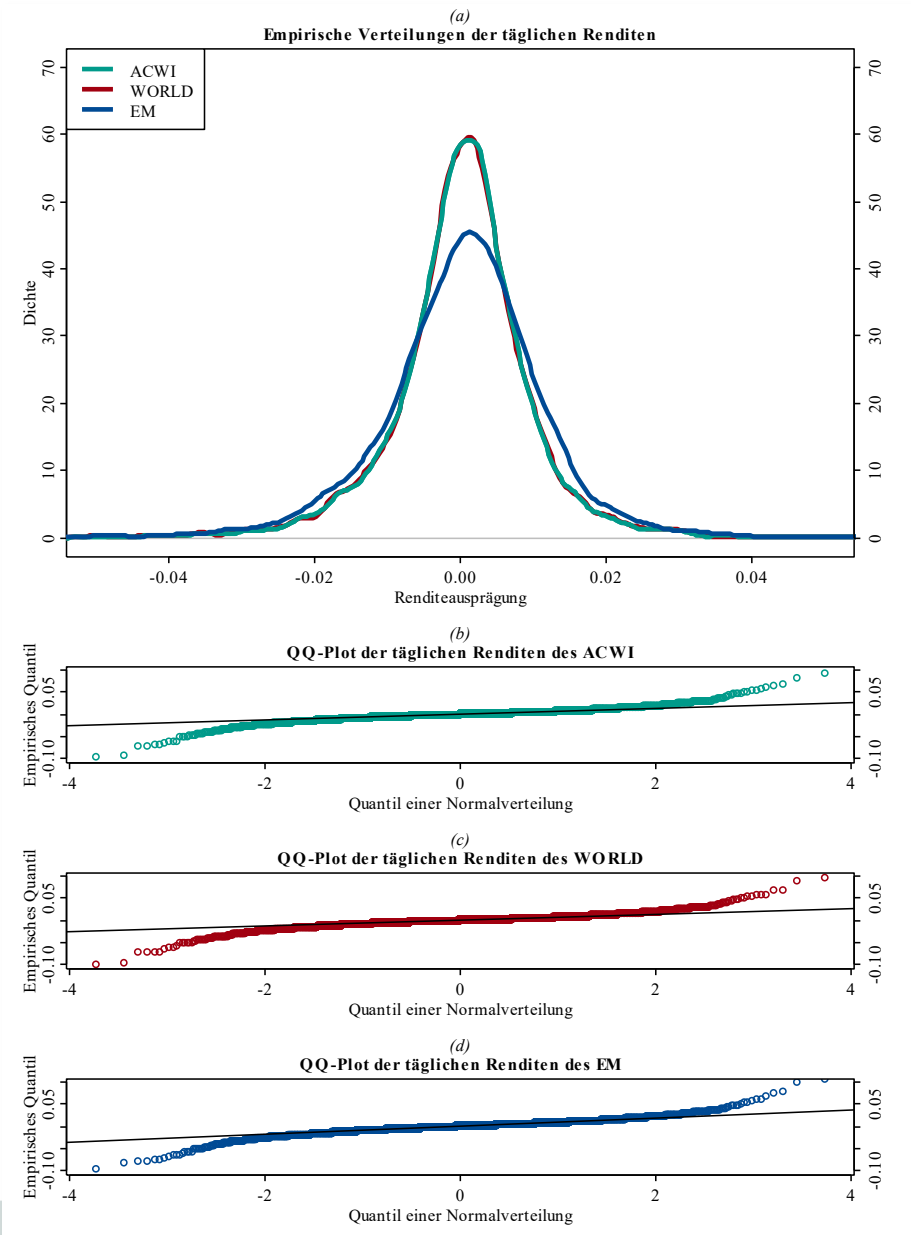 (a)
Empirische Verteilungen der täglichen Renditen
ACWI
WORLD
EM
Dichte
0 10 20 30 40 50 60 70
0 10 20 30 40 50 60 70
-0.04 -0.02 0.00 0.02 0.04
Renditeausprägung
(b)
QQ-Plot der täglichen Renditen des ACWI
Empirisches Quantil
-0.10 0.05
-0.10 0.05
-4 -2 0 2 4
Quantil einer Normalverteilung
(c)
QQ-Plot der täglichen Renditen des WORLD
Empirisches Quantil
-0.10 0.05
-0.10 0.05
-4 -2 0 2 4
Quantil einer Normalverteilung
(d)
QQ-Plot der täglichen Renditen des EM
Empirisches Quantil
-0.10 0.05
-0.10 0.05
-4 -2 0 2 4
Quantil einer Normalverteilung